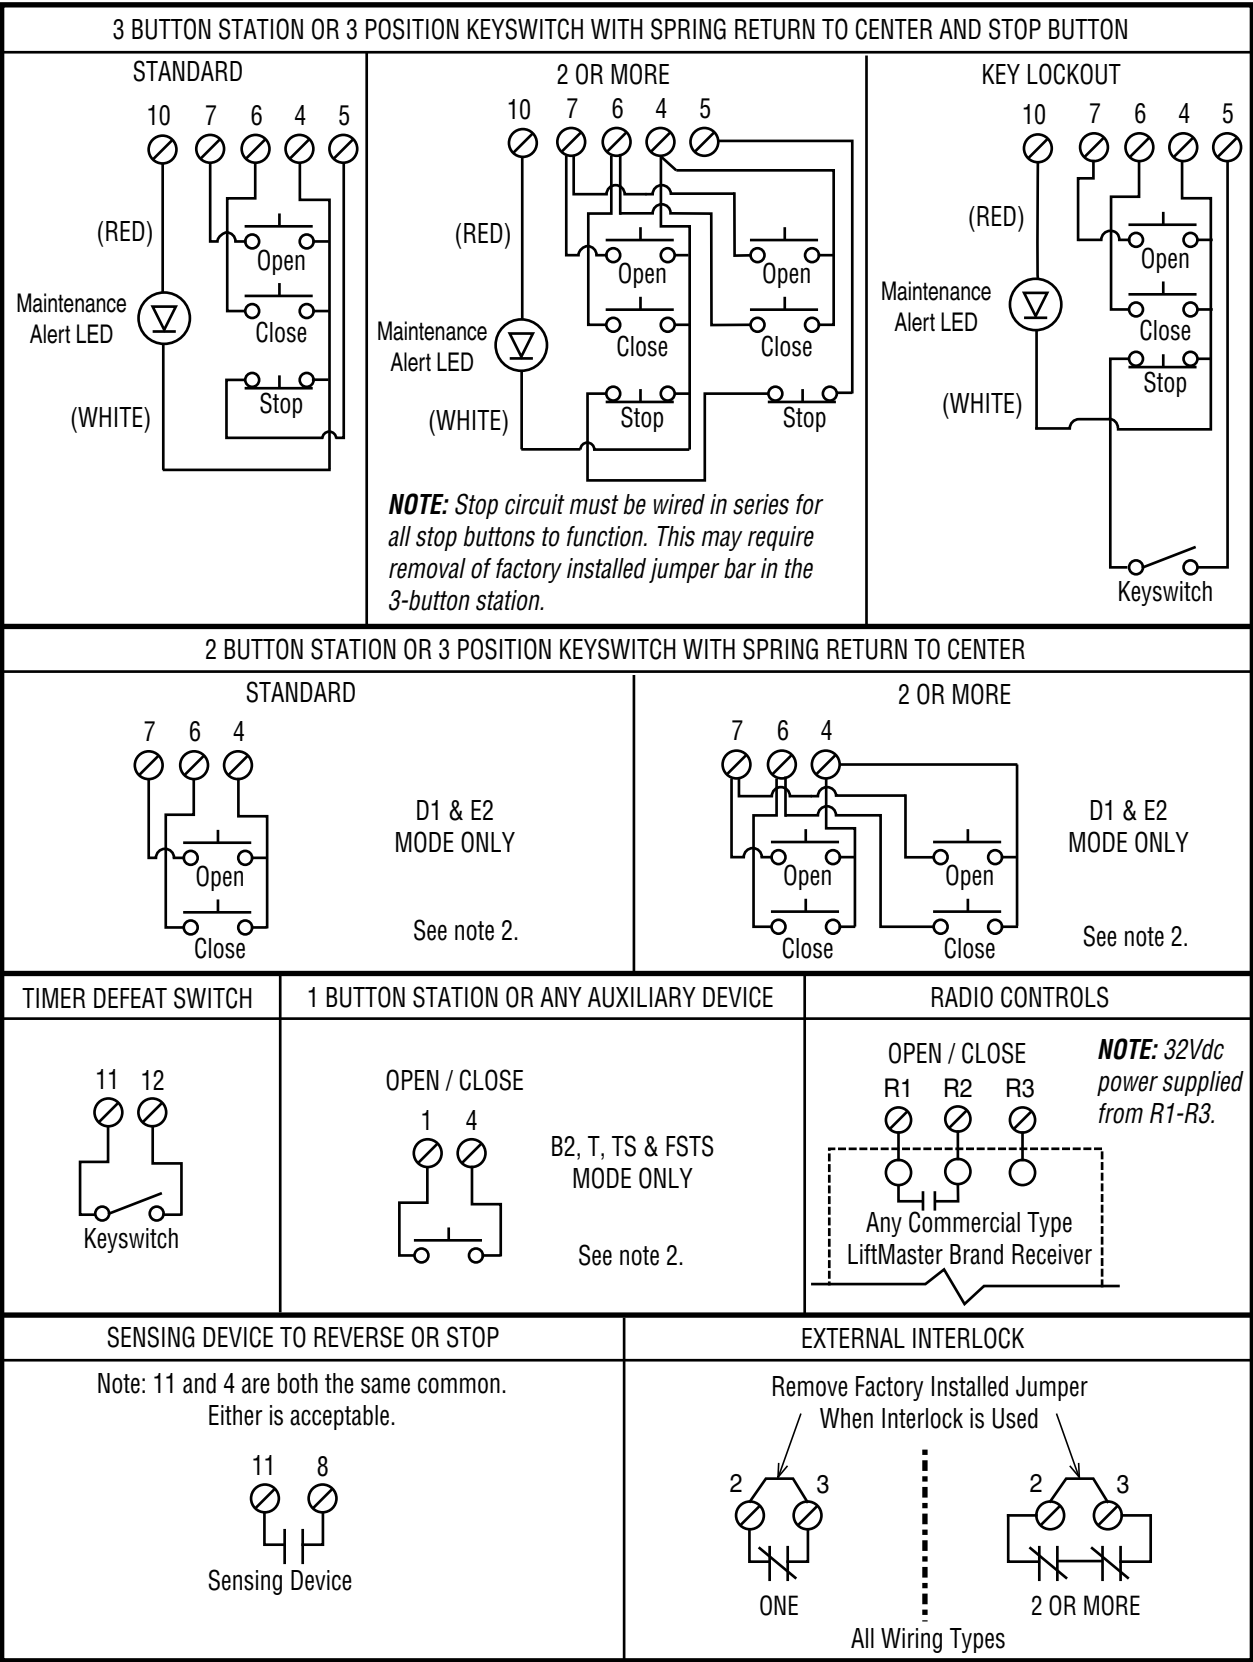 3 BUTTON STATION OR 3 POSITION KEYSWITCH WITH SPRING RETURN TO CENTER AND STOP BUTTON
STANDARD
10 7 6 4 5
(RED)
Open
Maintenance
Alert LED
Close
(WHITE)
Stop
2 OR MORE
10 7 6 4 5
(RED)
Open Open
Maintenance
Alert LED
Close Close
(WHITE)
Stop Stop
NOTE: Stop circuit must be wired in series for
all stop buttons to function. This may require
removal of factory installed jumper bar in the
3-button station.
KEY LOCKOUT
10 7 6 4 5
(RED)
Open
Maintenance
Alert LED
Close
Stop
(WHITE)
Keyswitch
2 BUTTON STATION OR 3 POSITION KEYSWITCH WITH SPRING RETURN TO CENTER
STANDARD
7 6 4
D1 & E2
MODE ONLY
Open
See note 2.
Close
2 OR MORE
7 6 4
D1 & E2
MODE ONLY
Open Open
See note 2.
Close Close
TIMER DEFEAT SWITCH
11 12
Keyswitch
1 BUTTON STATION OR ANY AUXILIARY DEVICE
OPEN / CLOSE
1 4
B2, T, TS & FSTS
MODE ONLY
See note 2.
RADIO CONTROLS
OPEN / CLOSE
R1 R2 R3
NOTE: 32Vdc
power supplied
from R1-R3.
Any Commercial Type
LiftMaster Brand Receiver
SENSING DEVICE TO REVERSE OR STOP
Note: 11 and 4 are both the same common.
Either is acceptable.
11 8
Sensing Device
EXTERNAL INTERLOCK
Remove Factory Installed Jumper
When Interlock is Used
2 3
ONE
2 3
2 OR MORE
All Wiring Types